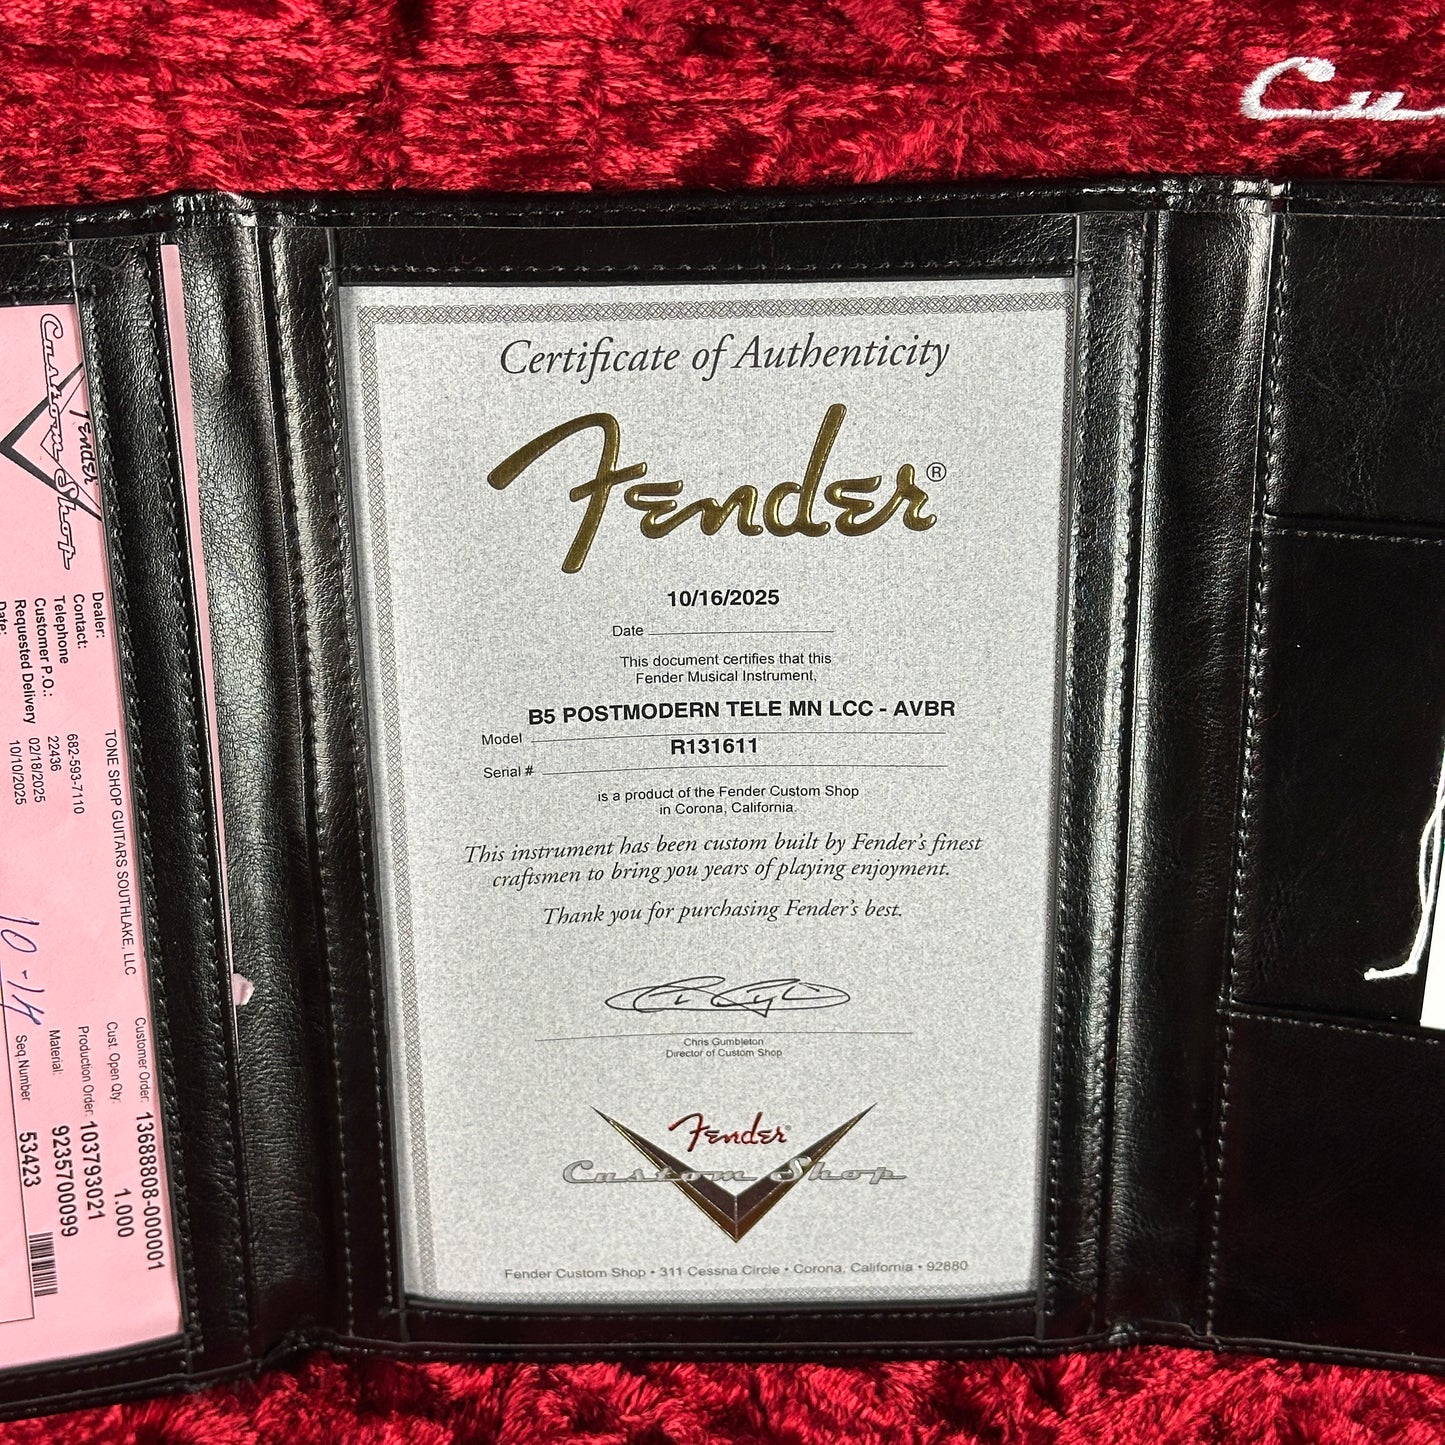 Cu
Fender
Custom Shop
Dealer: TONE SHOP GUITARS SOUTHLAKE, LLC
Contact:
Telephone 682-593-7110
Customer P.O.: 22436
Requested Delivery 02/18/2025
Date: 10/10/2025
10-14
Customer Order: 13688808-000001
Cust. Open Qty: 1.000
Production Order: 103793021
Material: 9235700099
Seq Number 53423
Certificate of Authenticity
Fender®
10/16/2025
Date
This document certifies that this
Fender Musical Instrument,
B5 POSTMODERN TELE MN LCC - AVBR
Model
R131611
Serial #
is a product of the Fender Custom Shop
in Corona, California.
This instrument has been custom built by Fender's finest
craftsmen to bring you years of playing enjoyment.
Thank you for purchasing Fender's best.
Chris Gumbleton
Director of Custom Shop
Fender®
Custom Shop
Fender Custom Shop • 311 Cessna Circle • Corona, California • 92880